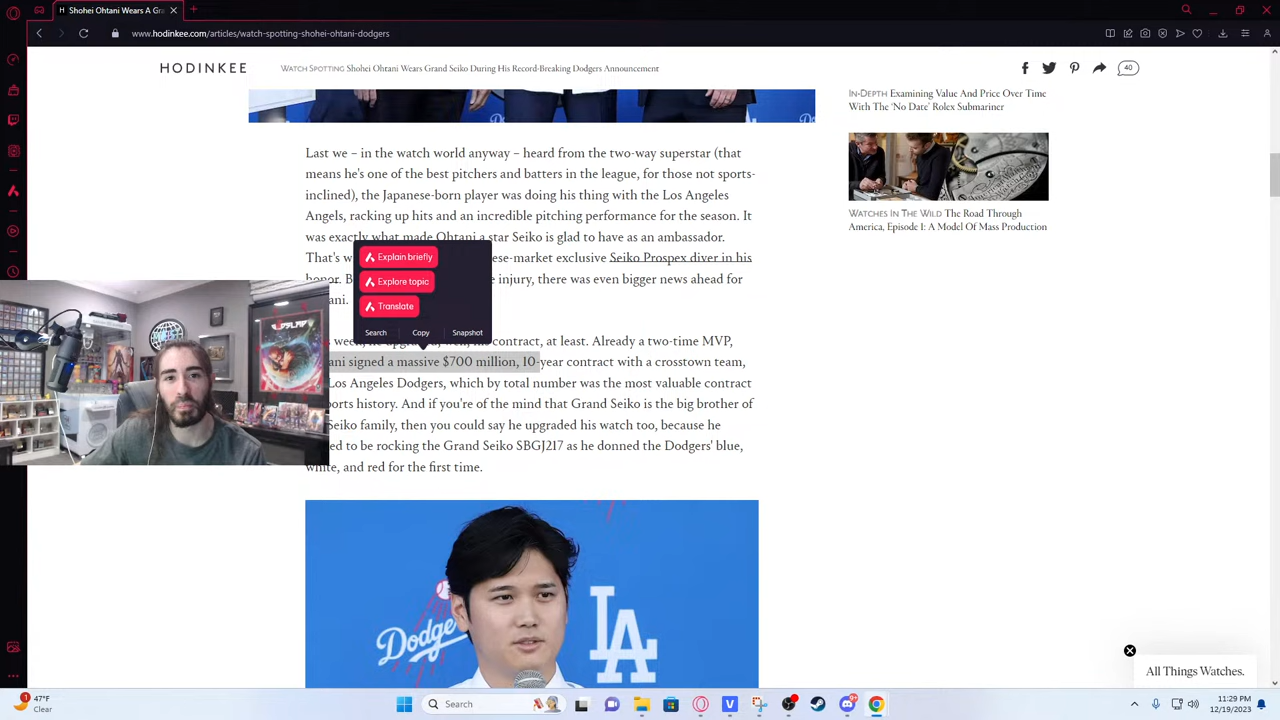 Shohei Ohtani Wears A G
www.hodinkee.com/articles/watch-spotting-shohei-ohtani-dodgers
HODINKEE
WATCH SPOTTING Shohei Ohtani Wears Grand Seiko During His Record-Breaking Dodgers Announcement
40
IN-DEPTH Examining Value And Price Over Time
With The 'No Date' Rolex Submariner
WATCHES IN THE WILD The Road Through
America, Episode I: A Model Of Mass Production
Last we – in the watch world anyway – heard from the two-way superstar (that
means he's one of the best pitchers and batters in the league, for those not sports-
inclined), the Japanese-born player was doing his thing with the Los Angeles
Angels, racking up hits and an incredible pitching performance for the season. It
was exactly what made Ohtani a star Seiko is glad to have as an ambassador.
That's w ese-market exclusive Seiko Prospex diver in his
honor. B e injury, there was even bigger news ahead for
ani.
Explain briefly
Explore topic
Translate
Search Copy Snapshot
s week, he upgraded, well, his contract, at least. Already a two-time MVP,
ani signed a massive $700 million, 10-year contract with a crosstown team,
Los Angeles Dodgers, which by total number was the most valuable contract
ports history. And if you're of the mind that Grand Seiko is the big brother of
Seiko family, then you could say he upgraded his watch too, because he
ed to be rocking the Grand Seiko SBGJ217 as he donned the Dodgers' blue,
white, and red for the first time.
Dodge
LA
All Things Watches.
1
47°F
Clear
Search
9+
11:29 PM
12/19/2023